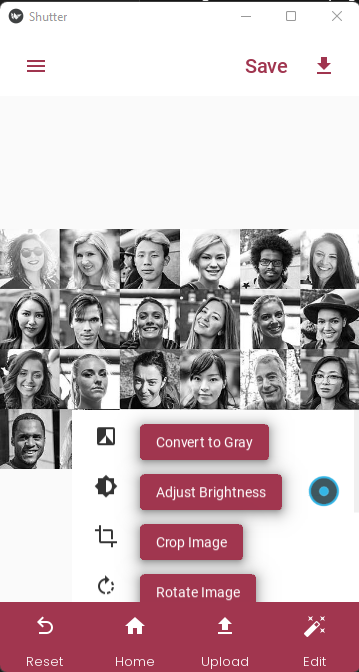 Shutter
Save
Convert to Gray
Adjust Brightness
Crop Image
Rotate Image
Reset
Home
Upload
Edit